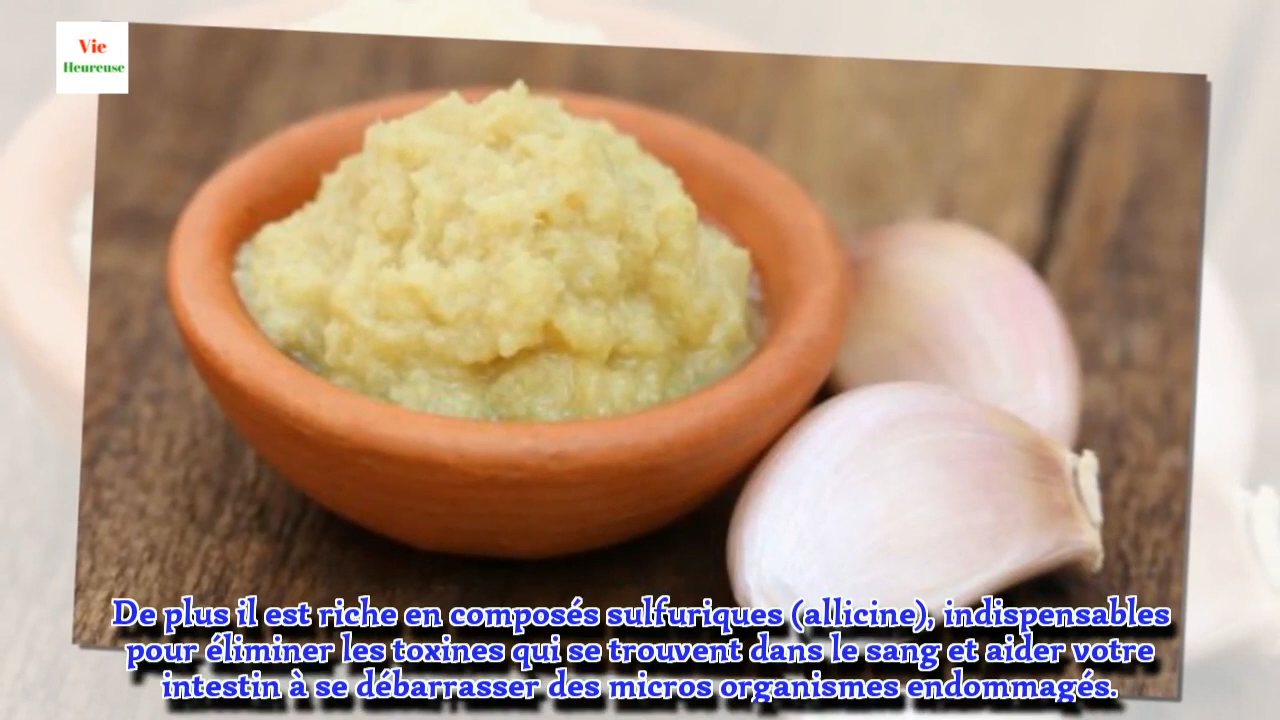 Vie
Heureuse
De plus il est riche en composés sulfuriques (allicine), indispensables
pour éliminer les toxines qui se trouvent dans le sang et aider votre
intestin à se débarrasser des micros organismes endommagés.